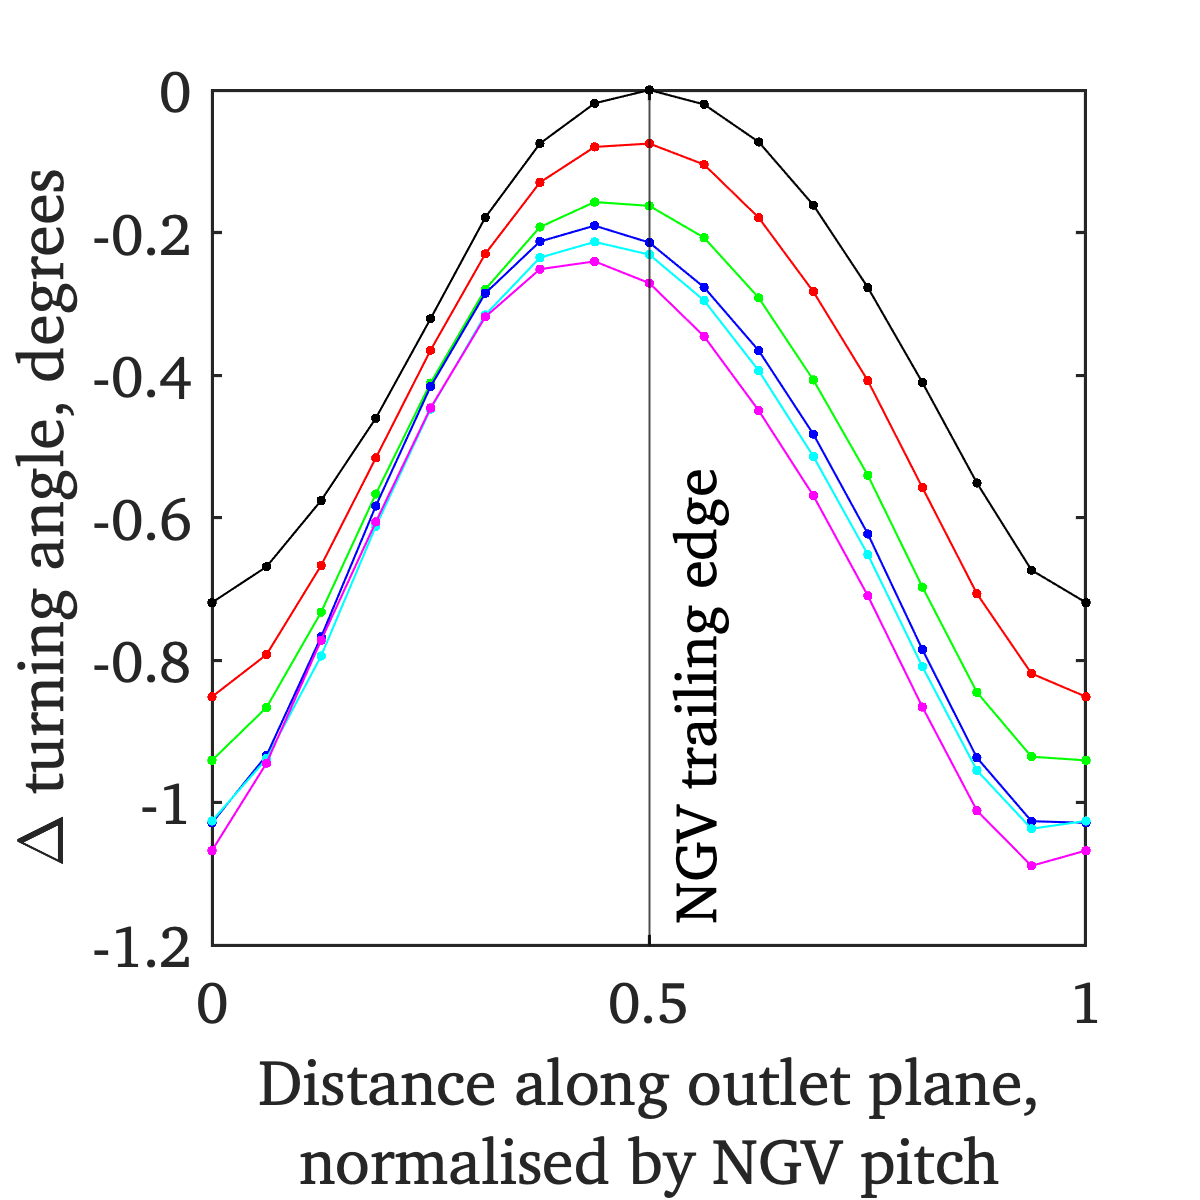 0
-0.2
-0.4
-0.6
-0.8
-1
-1.2
Δ turning angle, degrees
NGV trailing edge
0 0.5 1
Distance along outlet plane,
normalised by NGV pitch